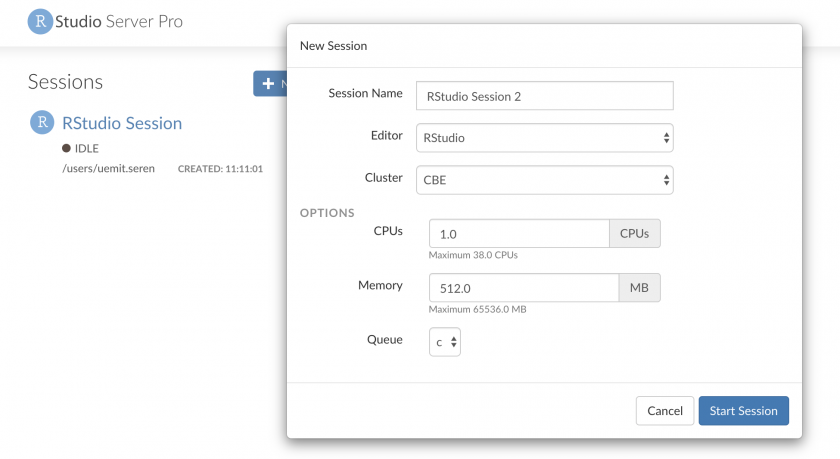 R Studio Server Pro
Sessions
+ N
R RStudio Session
IDLE
/users/uemit.seren CREATED: 11:11:01
New Session
Session Name RStudio Session 2
Editor RStudio
Cluster CBE
OPTIONS
CPUs 1.0 CPUs
Maximum 38.0 CPUs
Memory 512.0 MB
Maximum 65536.0 MB
Queue c
Cancel Start Session